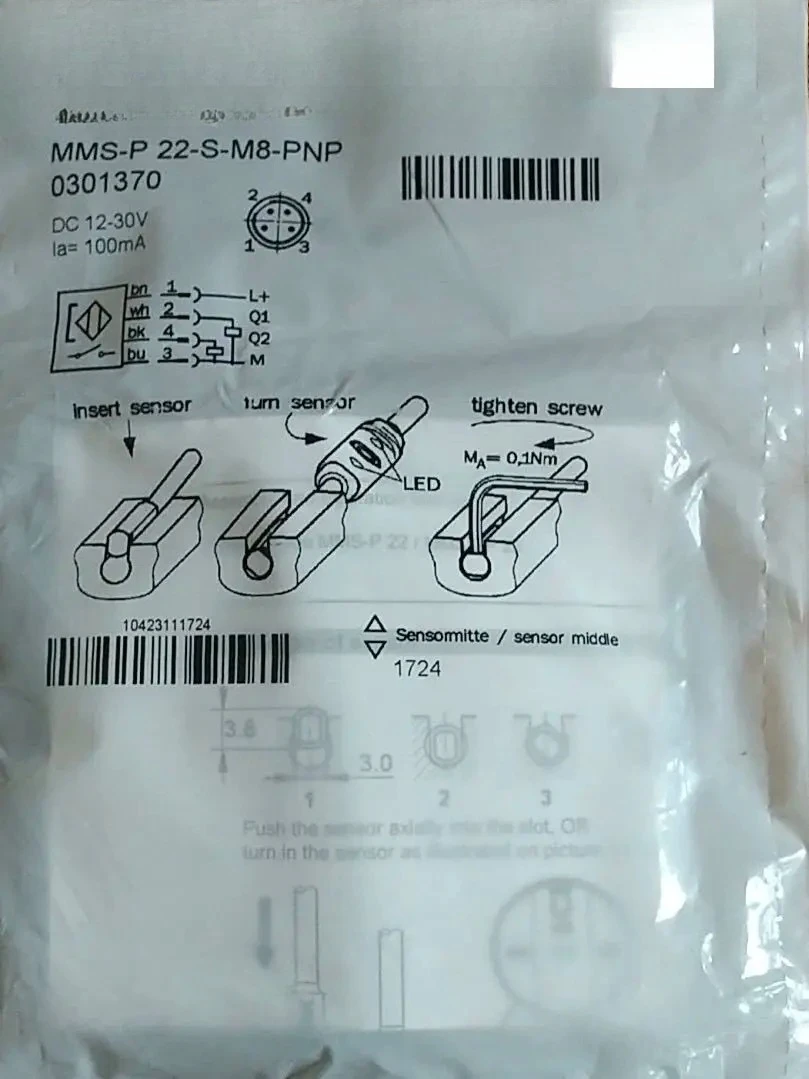 MMS-P 22-S-M8-PNP
0301370
DC 12-30V
Ia= 100mA
2 4
1 3
bn 1 L+
wh 2 Q1
bk 4 Q2
bu 3 M
insert sensor
turn sensor
tighten screw
MA= 0,1Nm
LED
MMS-P 22
10423111724
Sensormitte / sensor middle
1724
3.8
3.0
1 2 3
Push the sensor axially into the slot, OR
turn in the sensor as illustrated on picture